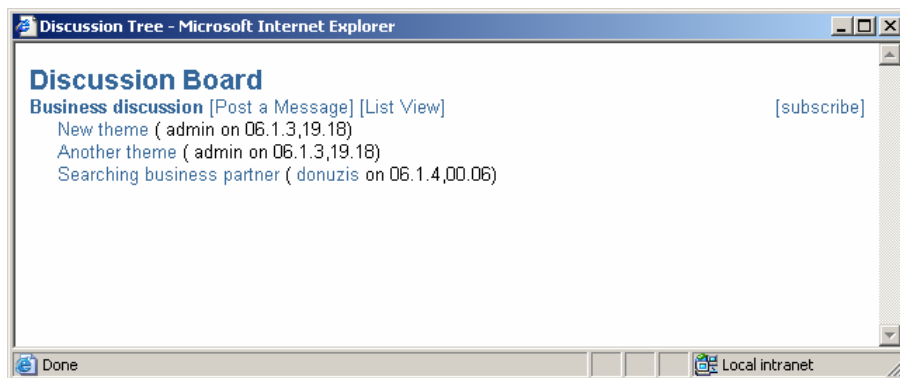 Discussion Tree - Microsoft Internet Explorer
Discussion Board
Business discussion [Post a Message] [List View] [subscribe]
New theme ( admin on 06.1.3,19.18)
Another theme ( admin on 06.1.3,19.18)
Searching business partner ( donuzis on 06.1.4,00.06)
Done Local intranet